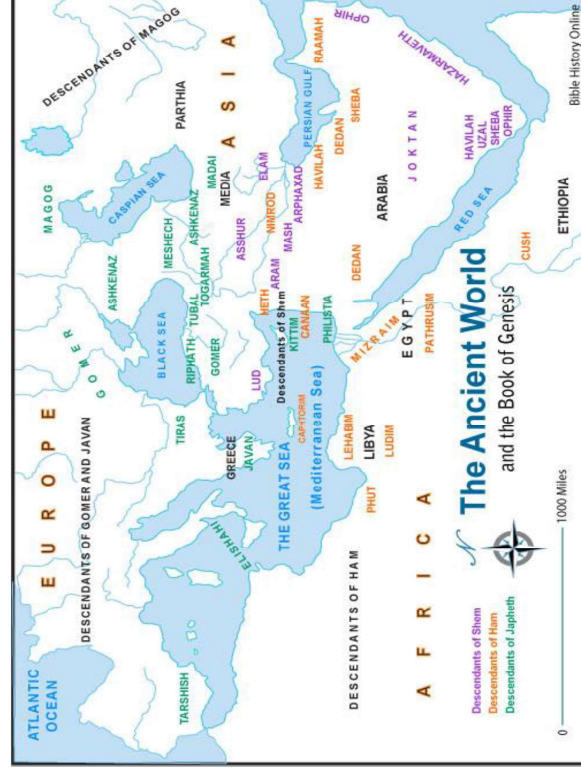 DESCENDANTS OF MAGOG
ATLANTIC
OCEAN
E U R O P E
DESCENDANTS OF GOMER AND JAVAN
GOMER
MAGOG
ASHKENAZ
CASPIAN SEA
PARTHIA
A S I A
TIRAS
BLACK SEA
MESHECH
RIPHATH
TUBAL
TOGARMAH
ASHKENAZ
MADAI
MEDIA
GOMER
TARSHISH
ELISHAH
GREECE
JAVAN
LUD
ASSHUR
ELAM
HETH
ARAM
NIMROD
MASH
ARPHAXAD
Descendants of Shem
KITTIM
CANAAN
PHILISTIA
CAPHTORIM
THE GREAT SEA
(Mediterranean Sea)
PERSIAN GULF
HAVILAH
RAAMAH
DEDAN
SHEBA
OPHIR
DESCENDANTS OF HAM
PHUT
LEHABIM
LIBYA
LUDIM
MIZRAIM
EGYPT
PATHRUSM
DEDAN
ARABIA
JOKTAN
HAZARMAVETH
A F R I C A
RED SEA
HAVILAH
UZAL
SHEBA
OPHIR
CUSH
ETHIOPIA
Descendants of Shem
Descendants of Ham
Descendants of Japheth
N
The Ancient World
and the Book of Genesis
0
1000 Miles
Bible History Online